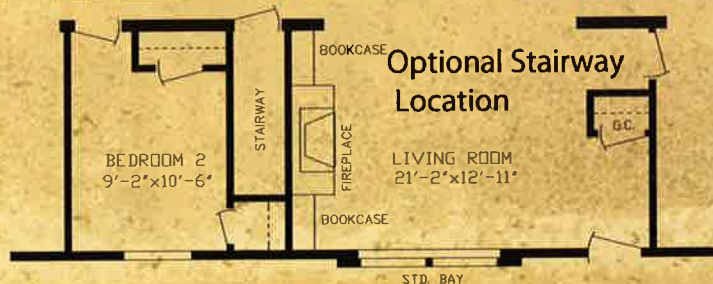 BOOKCASE
Optional Stairway
Location
STAIRWAY
G.C.
FIREPLACE
BEDROOM 2
9'-2"x10'-6"
LIVING ROOM
21'-2"x12'-11"
BOOKCASE
STD. BAY